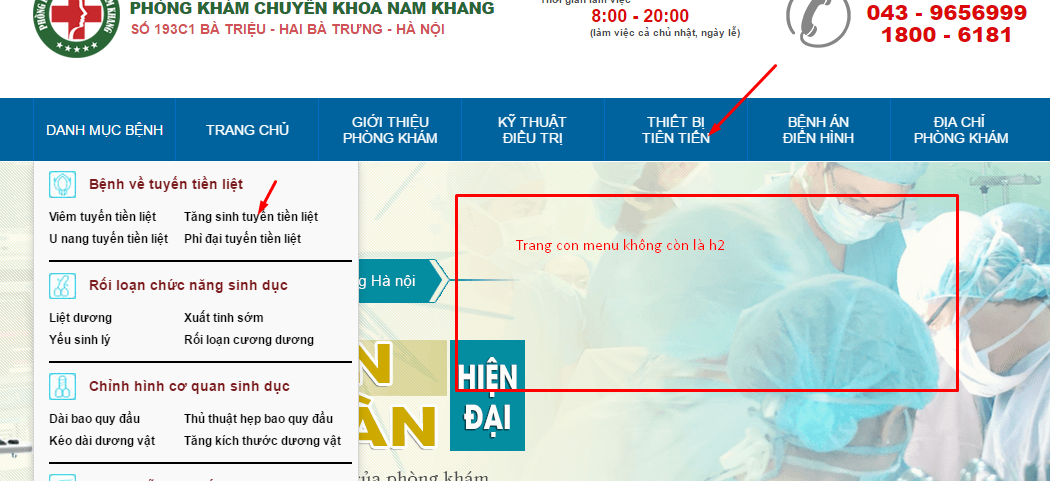 PHÒNG KHÁM CHUYÊN KHOA NAM KHANG
SỐ 193C1 BÀ TRIỆU - HAI BÀ TRƯNG - HÀ NỘI
Thời gian làm việc
8:00 - 20:00
(làm việc cả chủ nhật, ngày lễ)
043 - 9656999
1800 - 6181
DANH MỤC BỆNH
TRANG CHỦ
GIỚI THIỆU
PHÒNG KHÁM
KỸ THUẬT
ĐIỀU TRỊ
THIẾT BỊ
TIÊN TIẾN
BỆNH ÁN
ĐIỂN HÌNH
ĐỊA CHỈ
PHÒNG KHÁM
Bệnh về tuyến tiền liệt
Viêm tuyến tiền liệt
Tăng sinh tuyến tiền liệt
U nang tuyến tiền liệt
Phì đại tuyến tiền liệt
Rối loạn chức năng sinh dục
Liệt dương
Xuất tinh sớm
Yếu sinh lý
Rối loạn cương dương
Chỉnh hình cơ quan sinh dục
Dài bao quy đầu
Thủ thuật hẹp bao quy đầu
Kéo dài dương vật
Tăng kích thước dương vật
Trang con menu không còn là h2
g Hà nội
HIỆN
ĐẠI
của phòng khám